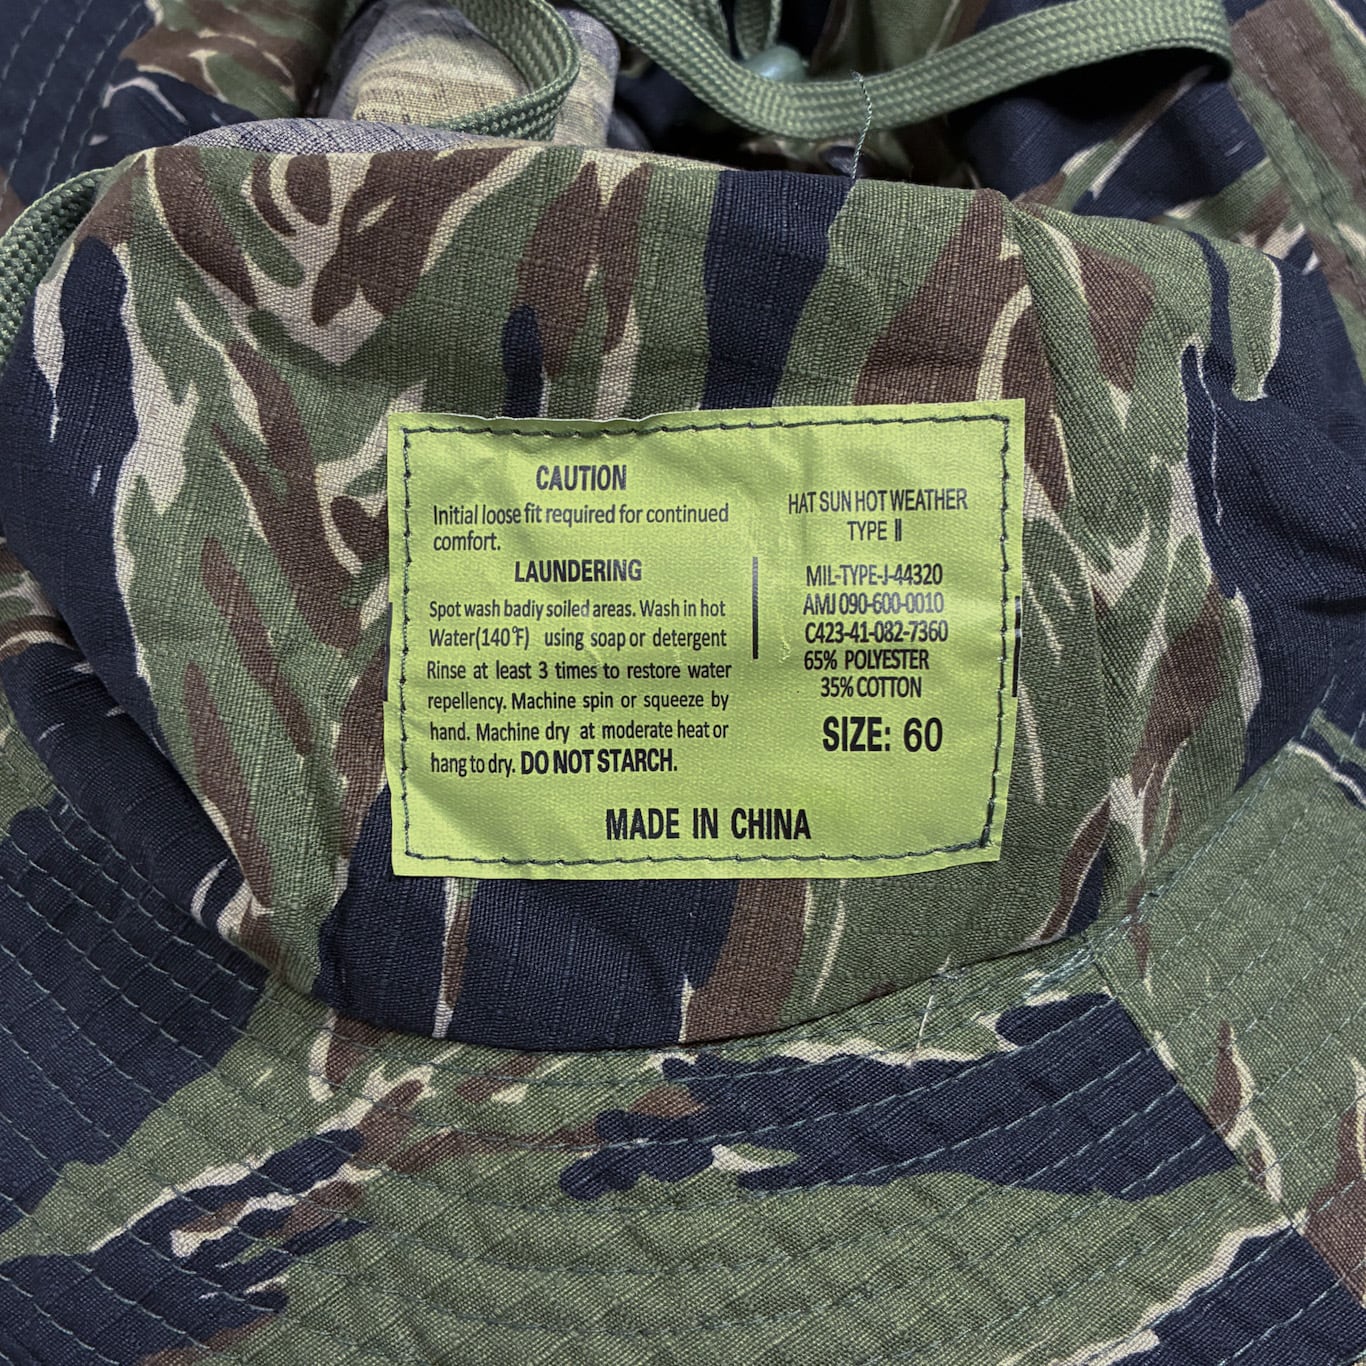 CAUTION
Initial loose fit required for continued
comfort.
LAUNDERING
Spot wash badiy soiled areas. Wash in hot
Water(140°F) using soap or detergent
Rinse at least 3 times to restore water
repellency. Machine spin or squeeze by
hand. Machine dry at moderate heat or
hang to dry. DO NOT STARCH.
HAT SUN HOT WEATHER
TYPE II
MIL-TYPE-J-44320
AMJ 090-600-0010
C423-41-082-7360
65% POLYESTER
35% COTTON
SIZE: 60
MADE IN CHINA